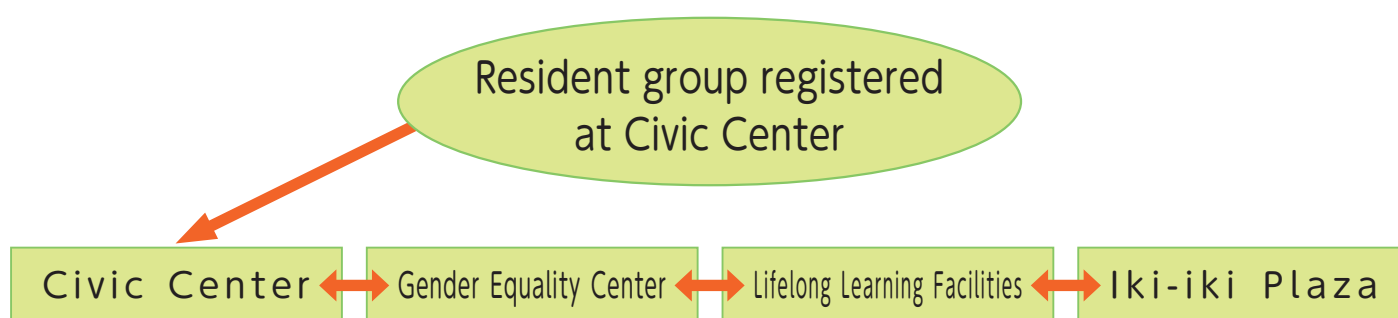 Resident group registered
at Civic Center
Civic Center
Gender Equality Center
Lifelong Learning Facilities
Iki-iki Plaza